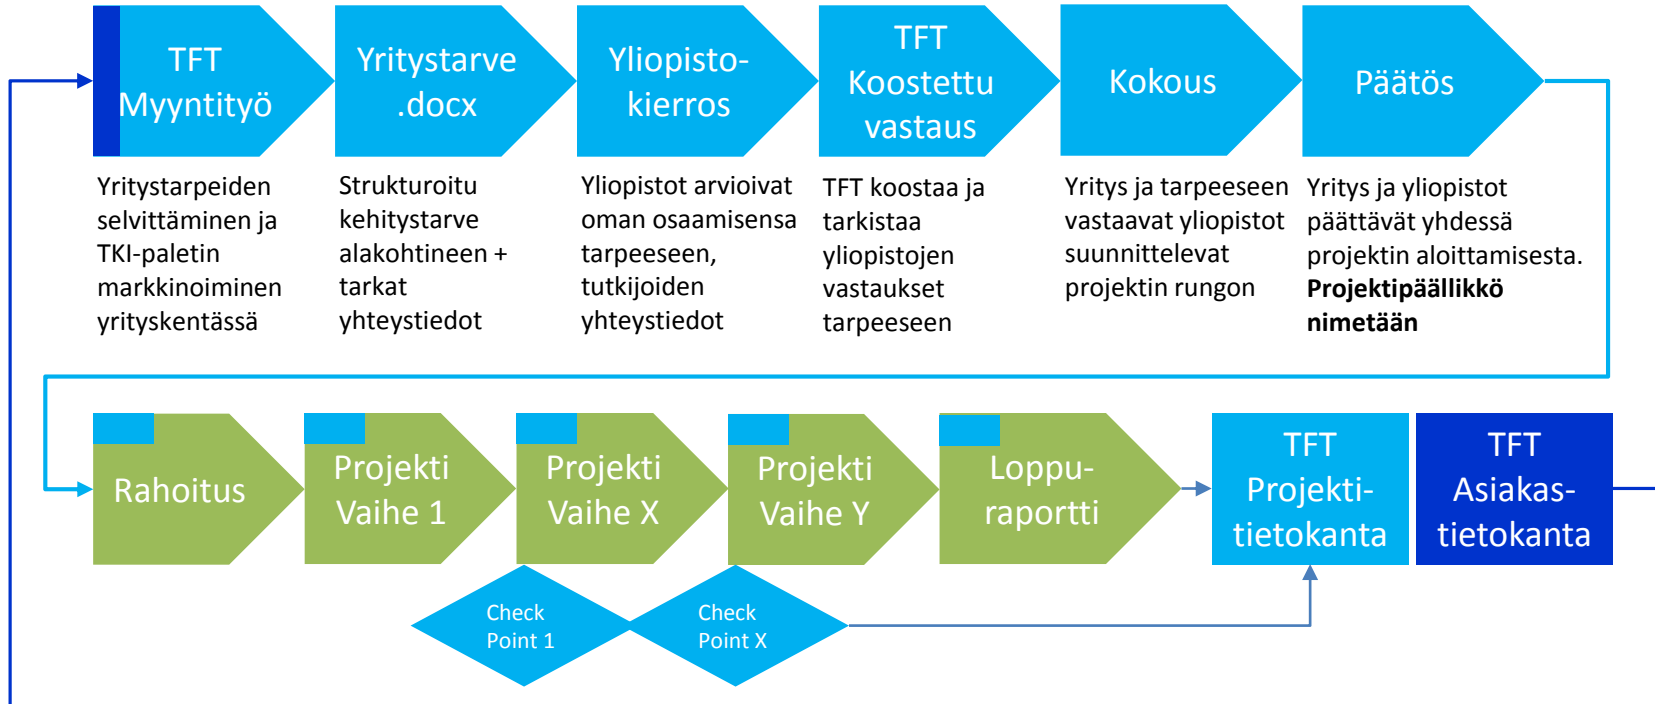 TFT
Myyntityö
Yritystarve
.docx
Yliopisto-
kierros
TFT
Koostettu
vastaus
Kokous
Päätös
Yritystarpeiden
selvittäminen ja
TKI-paletin
markkinoiminen
yrityskentässä
Strukturoitu
kehitystarve
alakohtineen +
tarkat
yhteystiedot
Yliopistot arvioivat
oman osaamisensa
tarpeeseen,
tutkijoiden
yhteystiedot
TFT koostaa ja
tarkistaa
yliopistojen
vastaukset
tarpeeseen
Yritys ja tarpeeseen
vastaavat yliopistot
suunnittelevat
projektin rungon
Yritys ja yliopistot
päättävät yhdessä
projektin aloittamisesta.
Projektipäällikkö
nimetään
Rahoitus
Projekti
Vaihe 1
Projekti
Vaihe X
Projekti
Vaihe Y
Loppu-
raportti
TFT
Projekti-
tietokanta
TFT
Asiakas-
tietokanta
Check
Point 1
Check
Point X